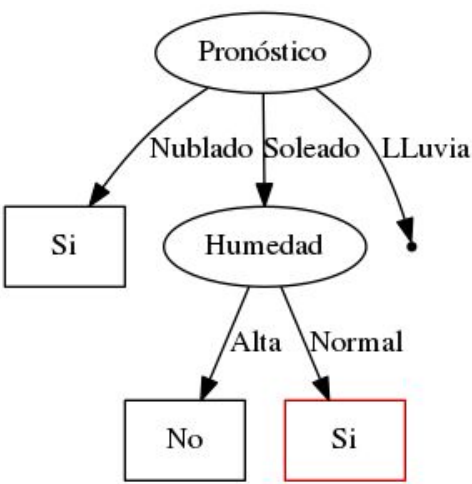 Pronóstico
Nublado Soleado LLuvia
Si Humedad
Alta Normal
No Si